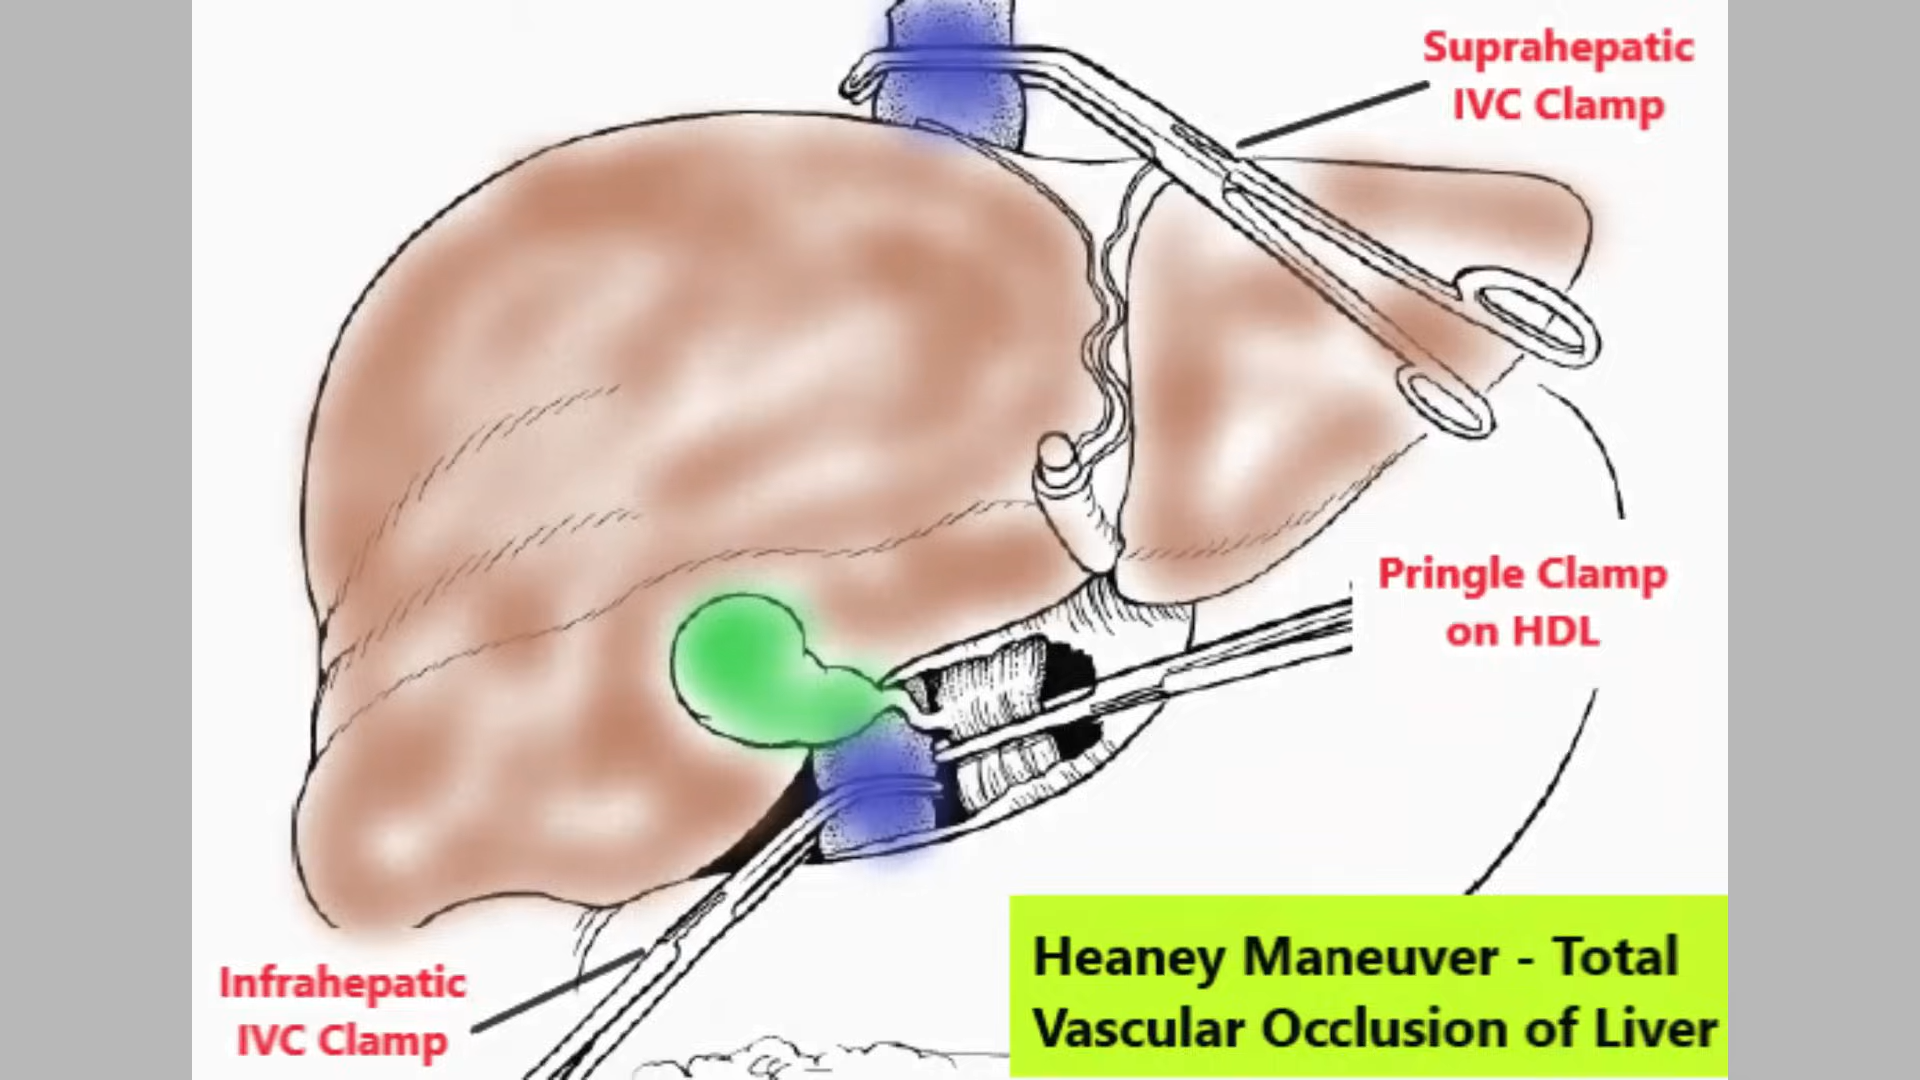 Suprahepatic
IVC Clamp
Pringle Clamp
on HDL
Infrahepatic
IVC Clamp
Heaney Maneuver - Total
Vascular Occlusion of Liver